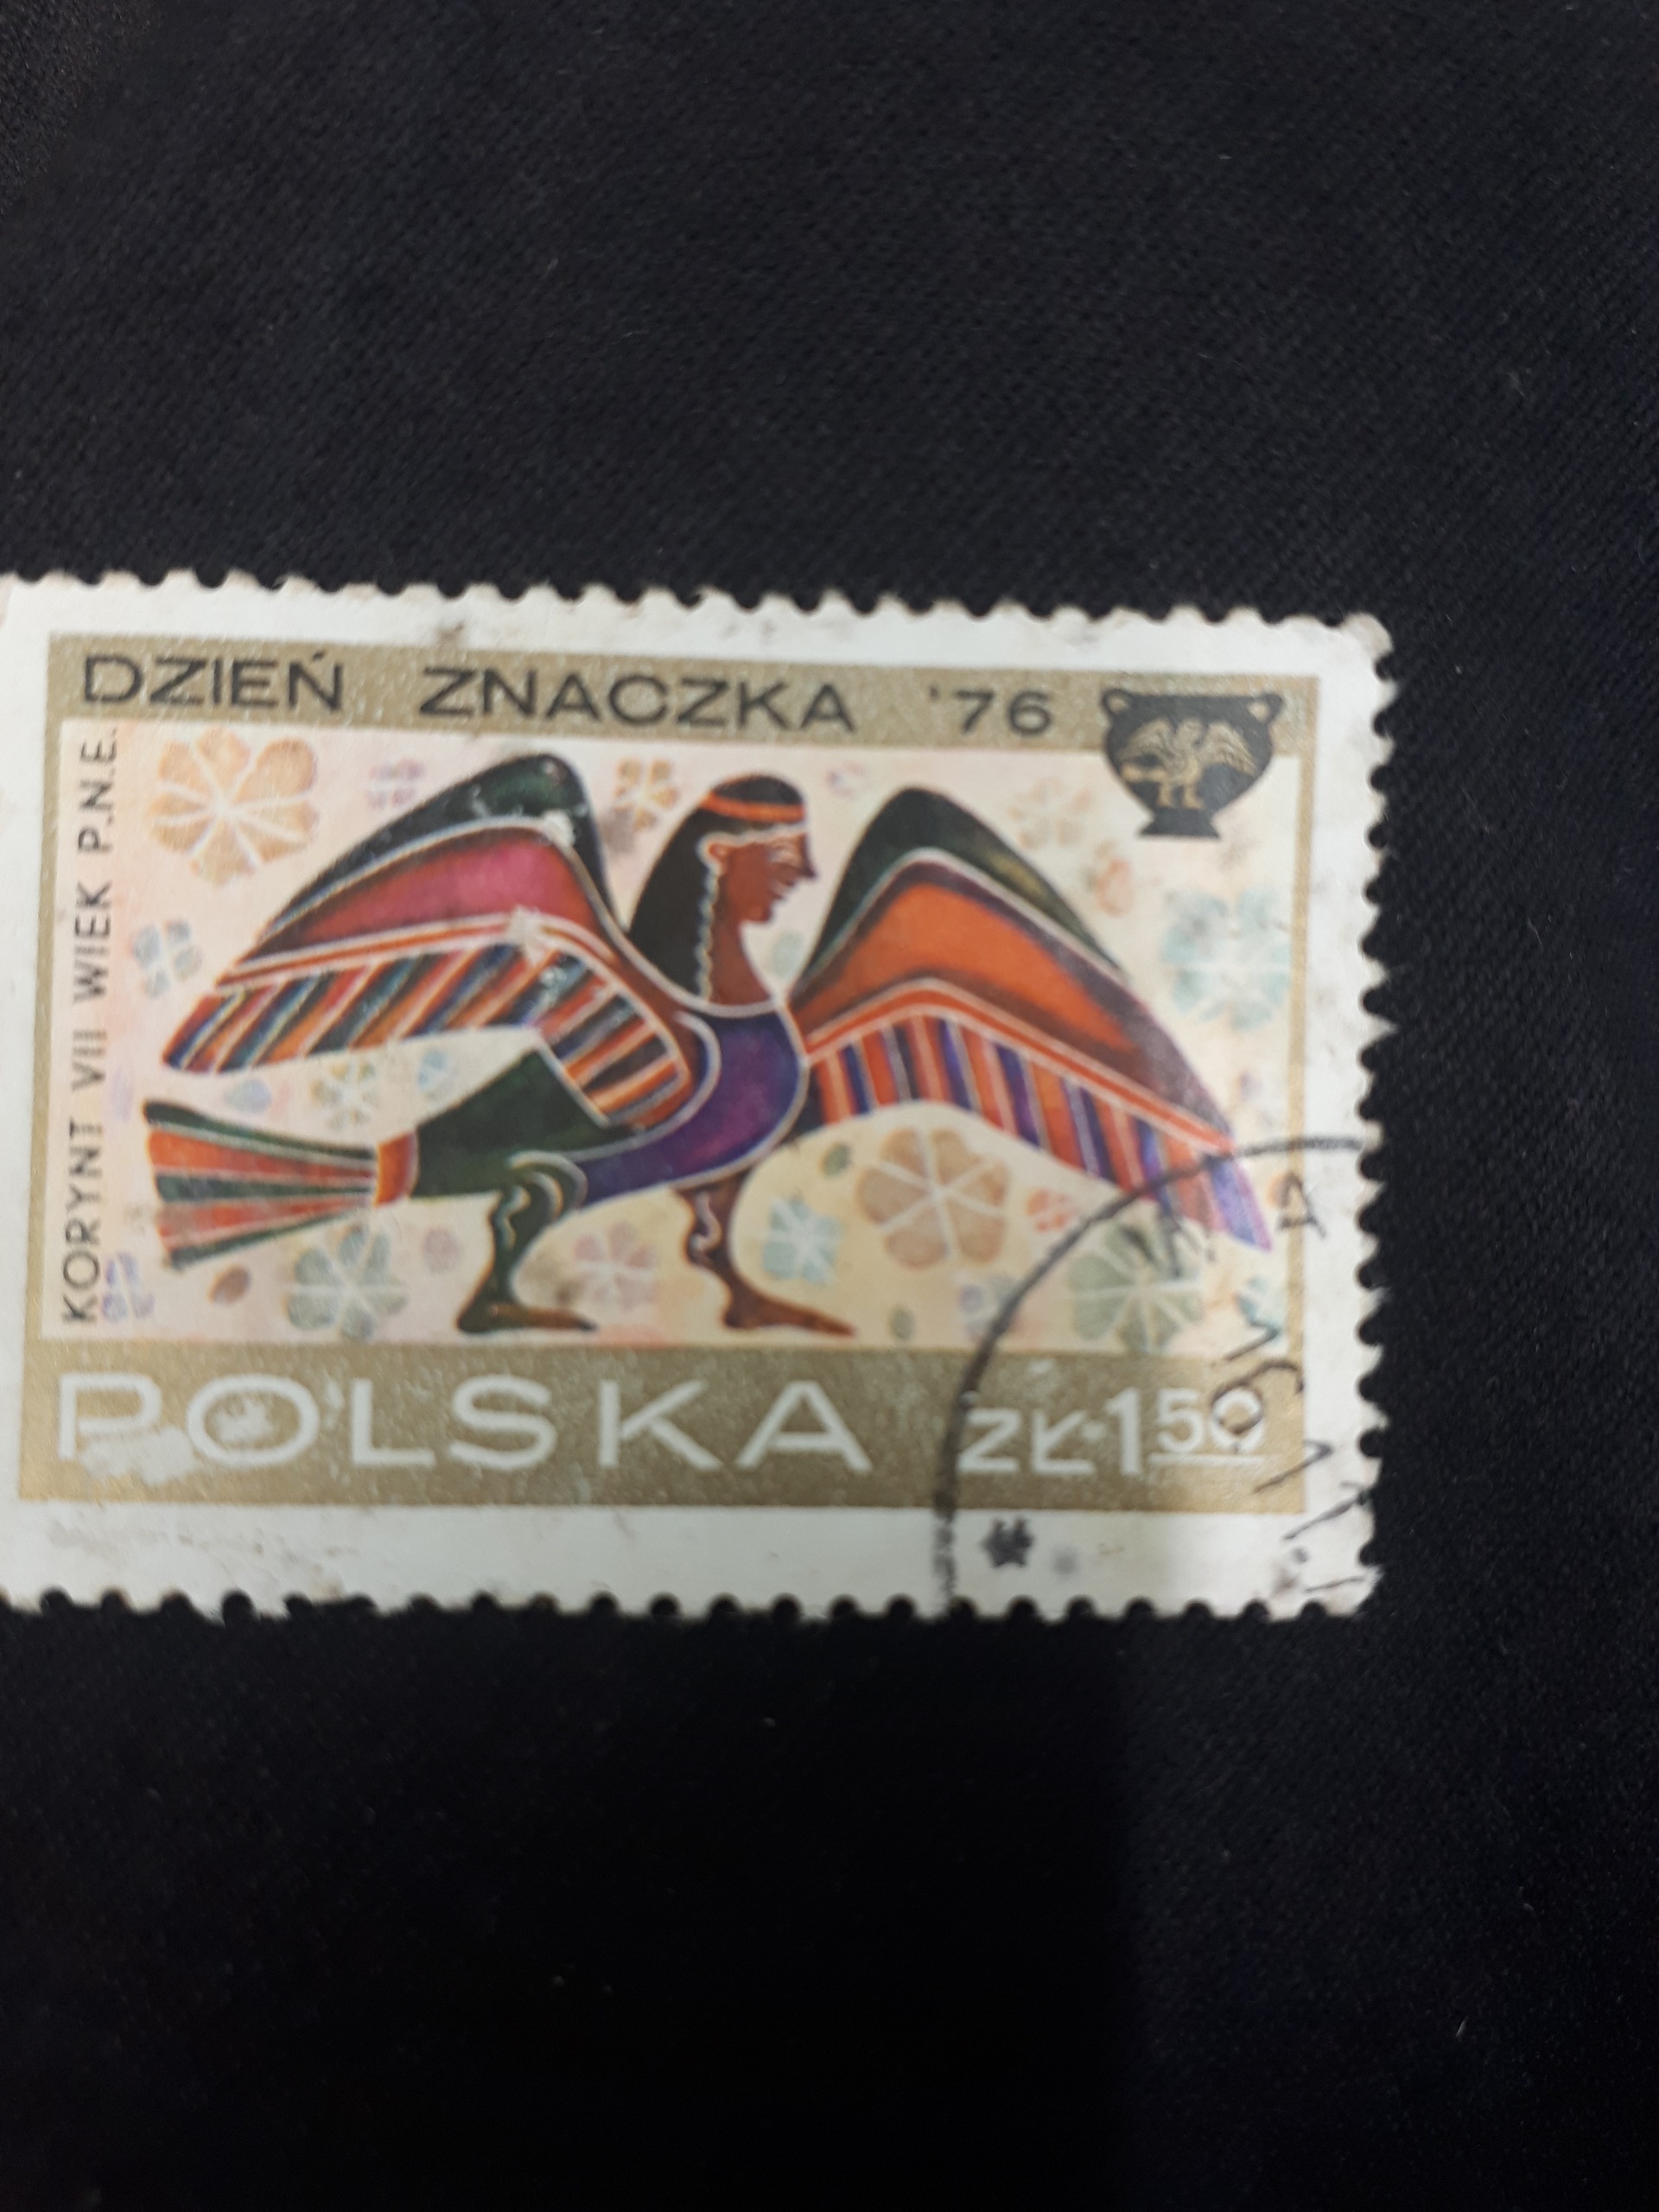 DZIEŃ ZNACZKA '76
KORYNT VII WIEK P.N.E.
POLSKA ZŁ·1 50